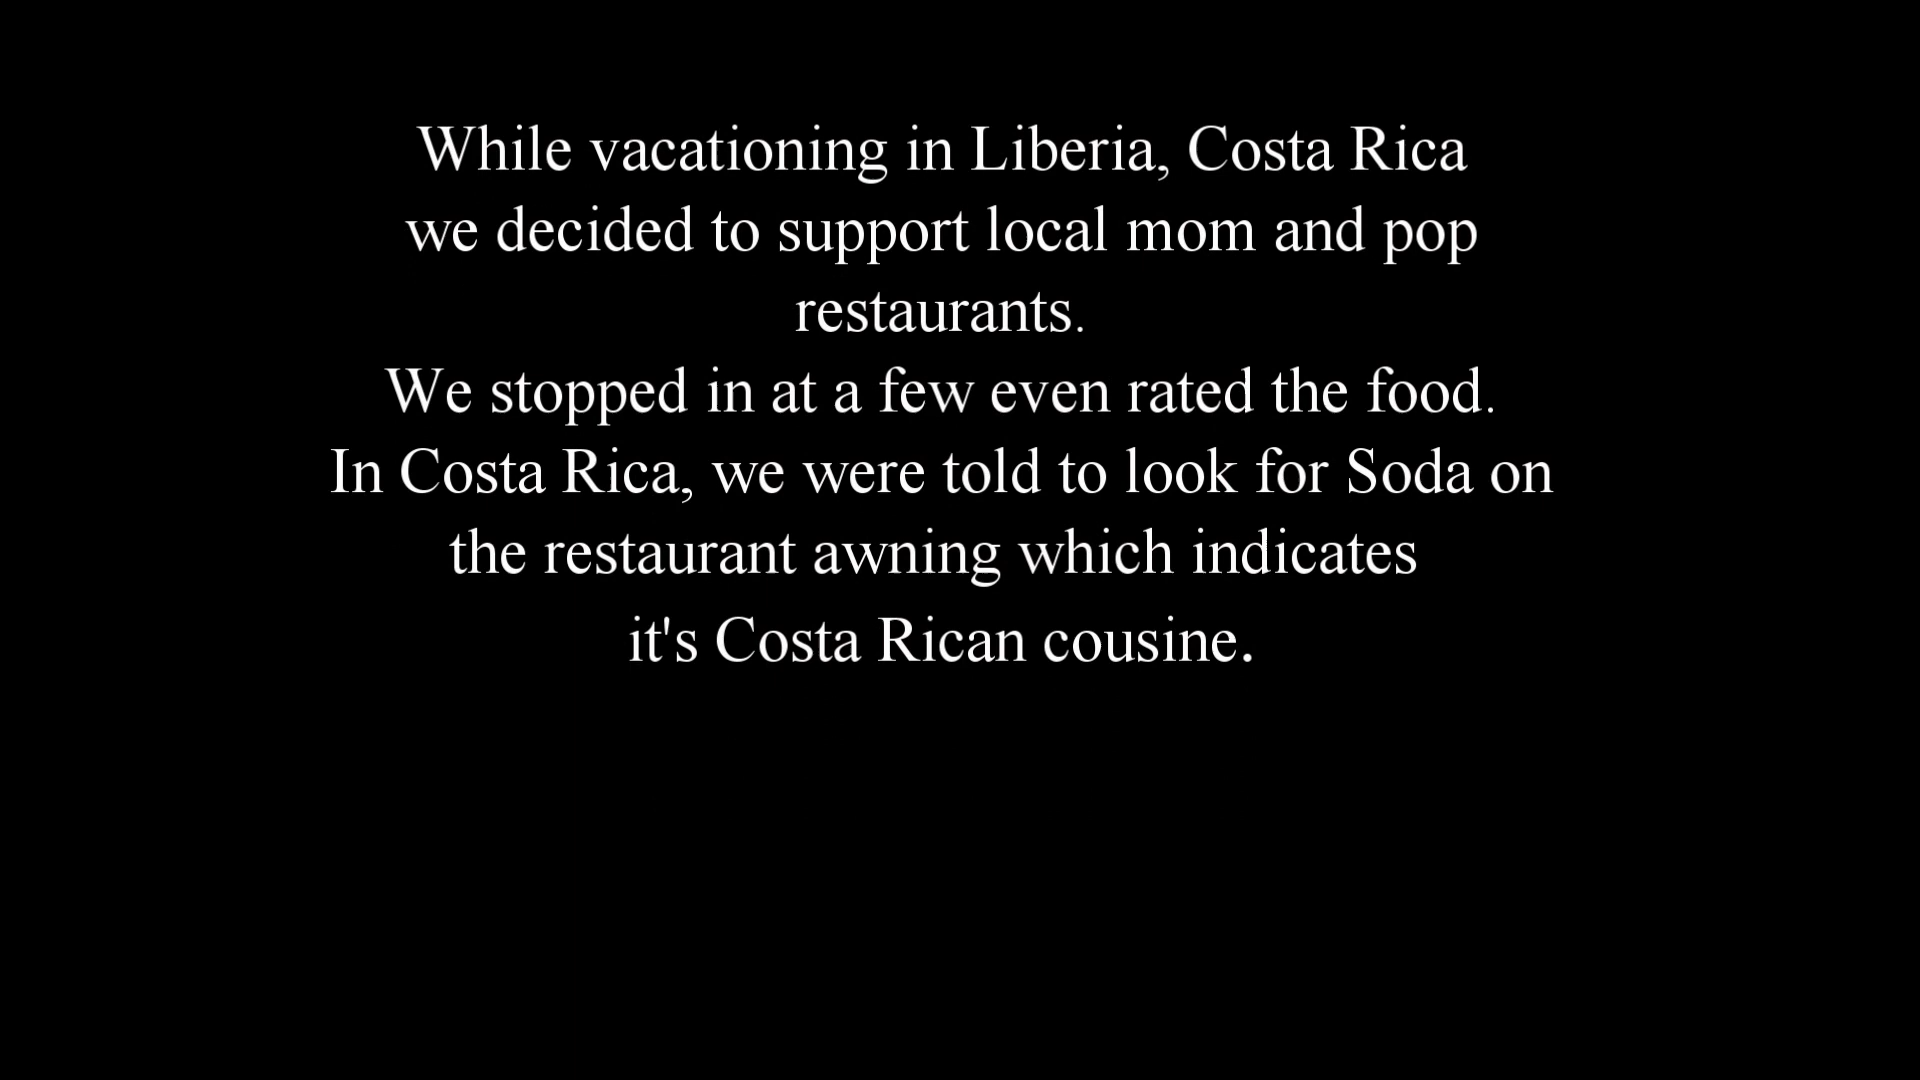 While vacationing in Liberia, Costa Rica
we decided to support local mom and pop
restaurants.
We stopped in at a few even rated the food.
In Costa Rica, we were told to look for Soda on
the restaurant awning which indicates
it's Costa Rican cousine.